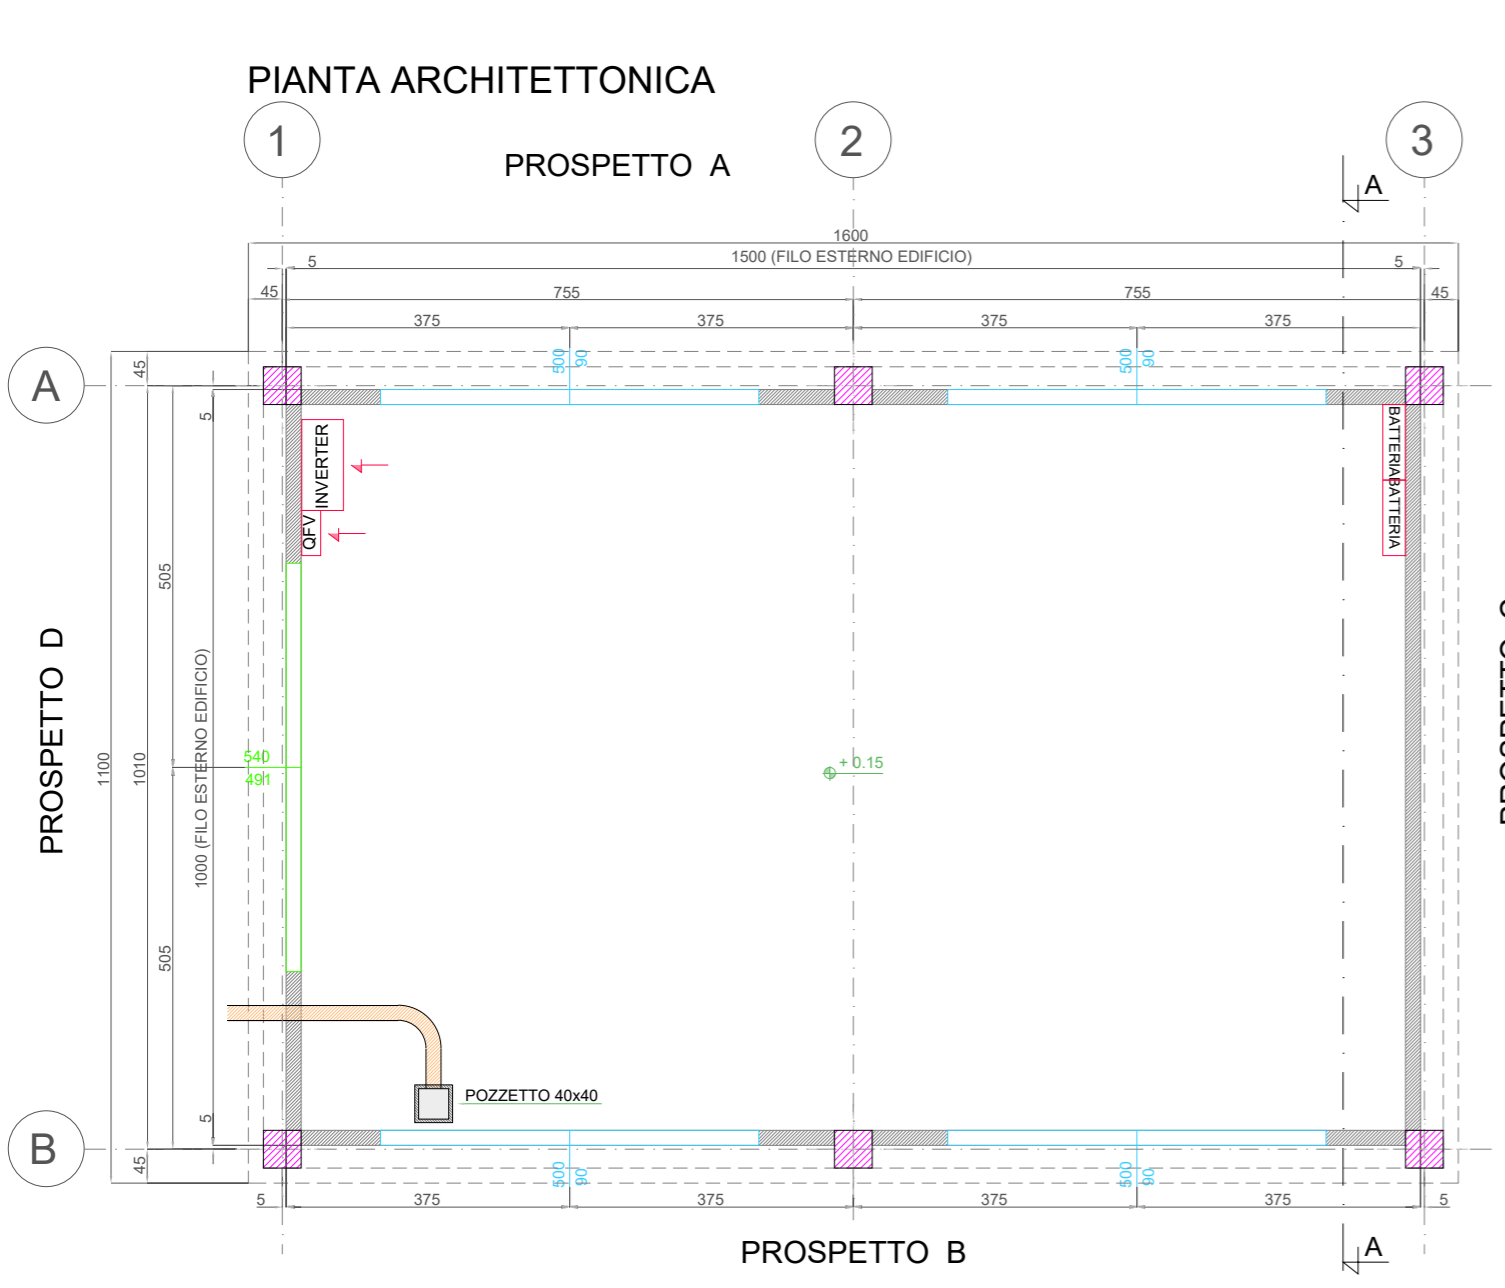 PIANTA ARCHITETTONICA
1
2
3
PROSPETTO A
A
1600
1500 (FILO ESTERNO EDIFICIO)
5
5
45
755
755
45
375
375
375
375
500
90
500
90
A
45
5
INVERTER
QFV
BATTERIA
BATTERIA
505
PROSPETTO D
1100
1010
1000 (FILO ESTERNO EDIFICIO)
540
491
+ 0.15
505
POZZETTO 40x40
5
B
45
500
90
500
90
5
375
375
375
375
5
PROSPETTO B
A